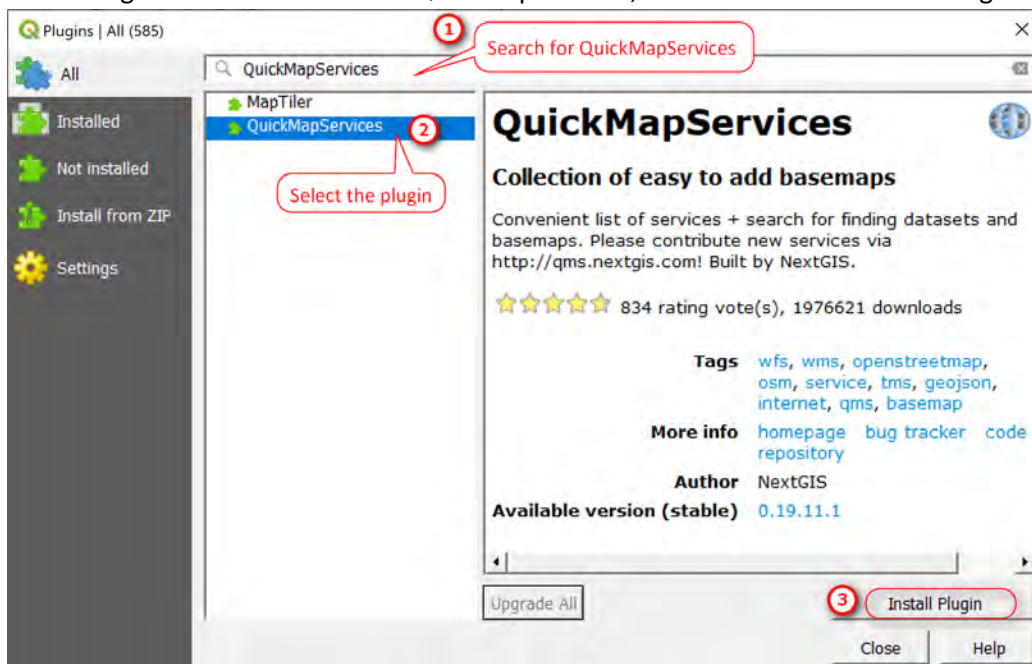 Plugins | All (585)
1
Search for QuickMapServices
All
QuickMapServices
Installed
Not installed
Install from ZIP
Settings
MapTiler
QuickMapServices
2
Select the plugin
QuickMapServices
Collection of easy to add basemaps
Convenient list of services + search for finding datasets and
basemaps. Please contribute new services via
http://qms.nextgis.com! Built by NextGIS.
834 rating vote(s), 1976621 downloads
Tags wfs, wms, openstreetmap,
osm, service, tms, geojson,
internet, qms, basemap
More info homepage bug tracker code
repository
Author NextGIS
Available version (stable) 0.19.11.1
Upgrade All
3
Install Plugin
Close
Help